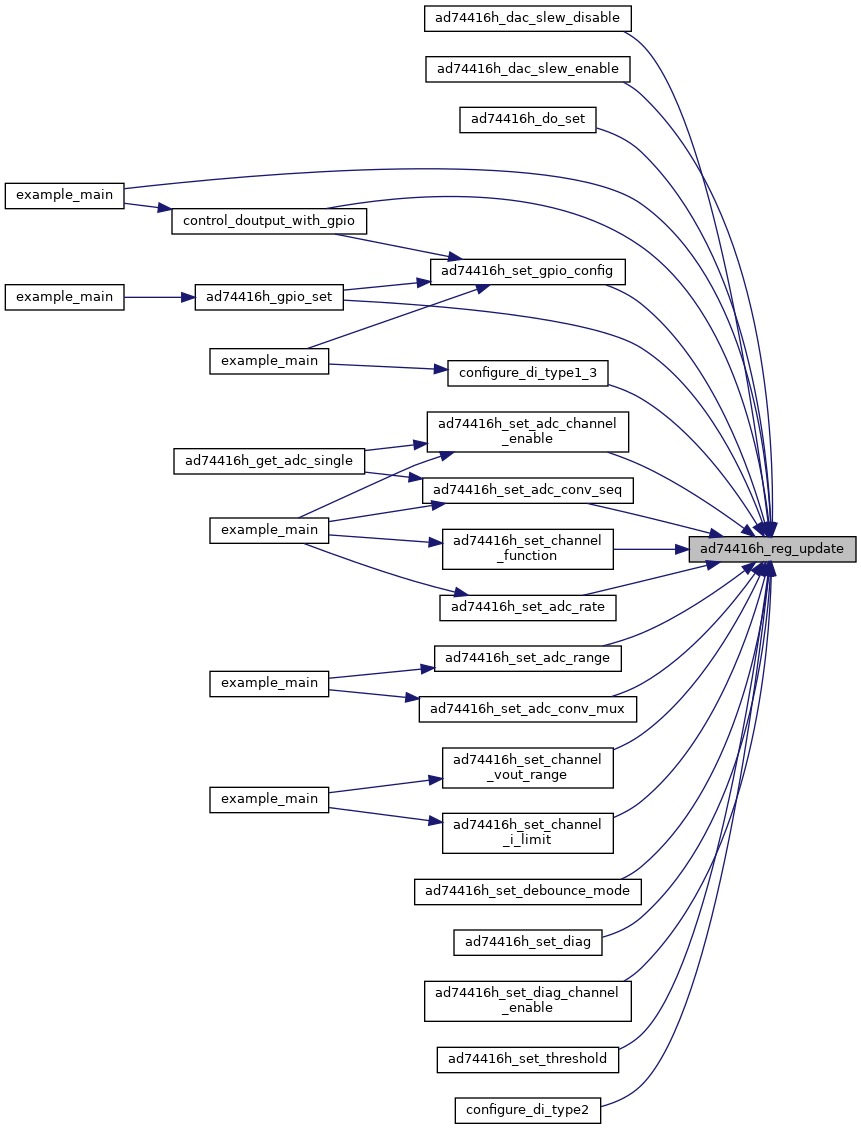 ad74416h_dac_slew_disable
ad74416h_dac_slew_enable
ad74416h_do_set
example_main
control_doutput_with_gpio
ad74416h_set_gpio_config
example_main
ad74416h_gpio_set
example_main
configure_di_type1_3
ad74416h_set_adc_channel
_enable
ad74416h_get_adc_single
ad74416h_set_adc_conv_seq
example_main
ad74416h_set_channel
_function
ad74416h_reg_update
ad74416h_set_adc_rate
ad74416h_set_adc_range
example_main
ad74416h_set_adc_conv_mux
ad74416h_set_channel
_vout_range
example_main
ad74416h_set_channel
_i_limit
ad74416h_set_debounce_mode
ad74416h_set_diag
ad74416h_set_diag_channel
_enable
ad74416h_set_threshold
configure_di_type2